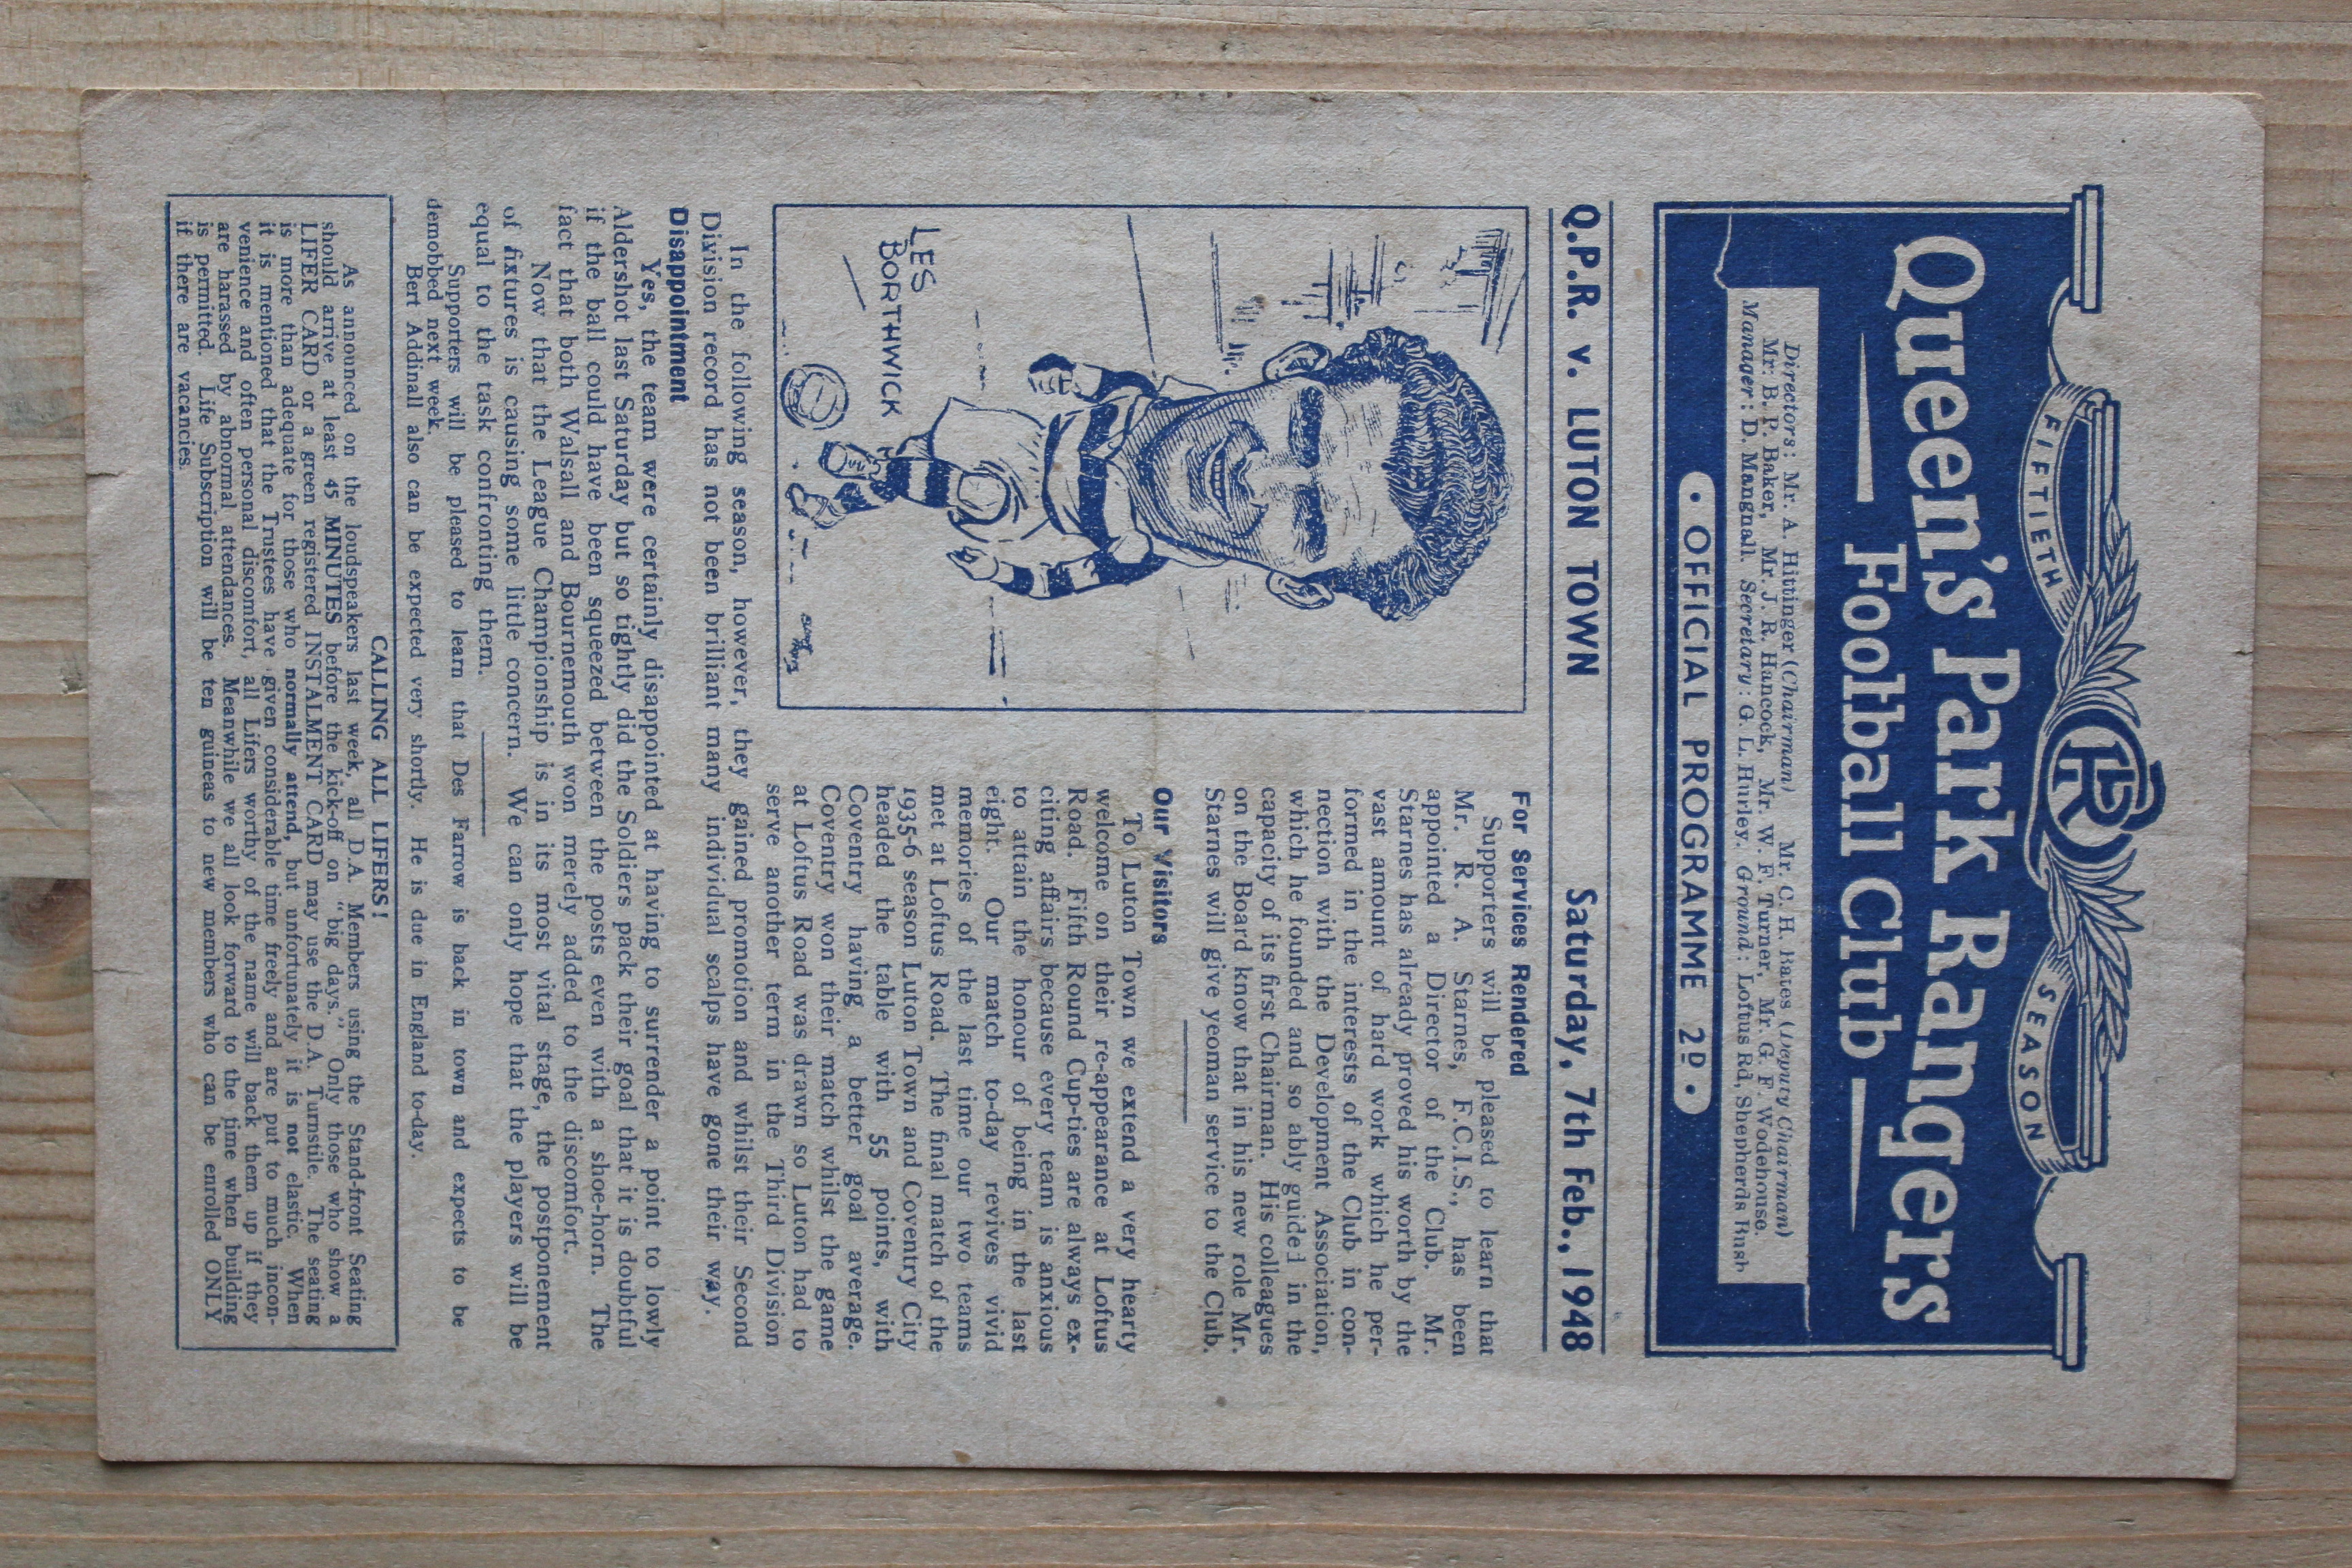 FIFTIETH
SEASON
Queen's Park Rangers
Football Club
Directors: Mr. A. Hittinger (Chairman) Mr. C. H. Bates (Deputy Chairman)
Mr. B. P. Baker, Mr. J. R. Hancock, Mr. W. F. Turner, Mr. G. F. Wodehouse.
Manager: D. Mangnall. Secretary: G. L. Hurley. Ground: Loftus Rd, Shepherds Bush
• OFFICIAL PROGRAMME 2D •
Q.P.R. v. LUTON TOWN Saturday, 7th Feb., 1948
LES
BORTHWICK
For Services Rendered
Supporters will be pleased to learn that
Mr. R. A. Starnes, F.C.I.S., has been
appointed a Director of the Club. Mr.
Starnes has already proved his worth by the
vast amount of hard work which he per-
formed in the interests of the Club in con-
nection with the Development Association,
which he founded and so ably guided in the
capacity of its first Chairman. His colleagues
on the Board know that in his new role Mr.
Starnes will give yeoman service to the Club.
Our Visitors
To Luton Town we extend a very hearty
welcome on their re-appearance at Loftus
Road. Fifth Round Cup-ties are always ex-
citing affairs because every team is anxious
to attain the honour of being in the last
eight. Our match to-day revives vivid
memories of the last time our two teams
met at Loftus Road. The final match of the
1935-6 season Luton Town and Coventry City
headed the table with 55 points, with
Coventry having a better goal average.
Coventry won their match whilst the game
at Loftus Road was drawn so Luton had to
serve another term in the Third Division
In the following season, however, they gained promotion and whilst their Second
Division record has not been brilliant many individual scalps have gone their way.
Disappointment
Yes, the team were certainly disappointed at having to surrender a point to lowly
Aldershot last Saturday but so tightly did the Soldiers pack their goal that it is doubtful
if the ball could have been squeezed between the posts even with a shoe-horn. The
fact that both Walsall and Bournemouth won merely added to the discomfort.
Now that the League Championship is in its most vital stage, the postponement
of fixtures is causing some little concern. We can only hope that the players will be
equal to the task confronting them.
Supporters will be pleased to learn that Des Farrow is back in town and expects to be
demobbed next week.
Bert Addinall also can be expected very shortly. He is due in England to-day.
CALLING ALL LIFERS!
As announced on the loudspeakers last week, all D.A. Members using the Stand-front Seating
should arrive at least 45 MINUTES before the kick-off on "big days." Only those who show a
LIFER CARD or a green registered INSTALMENT CARD may use the D.A. Turnstile. The seating
is more than adequate for those who normally attend, but unfortunately it is not elastic. When
it is mentioned that the Trustees have given considerable time freely and are put to much incon-
venience and often personal discomfort, all Lifers worthy of the name will back them up if they
are harassed by abnormal attendances. Meanwhile we all look forward to the time when building
is permitted. Life Subscription will be ten guineas to new members who can be enrolled ONLY
if there are vacancies.